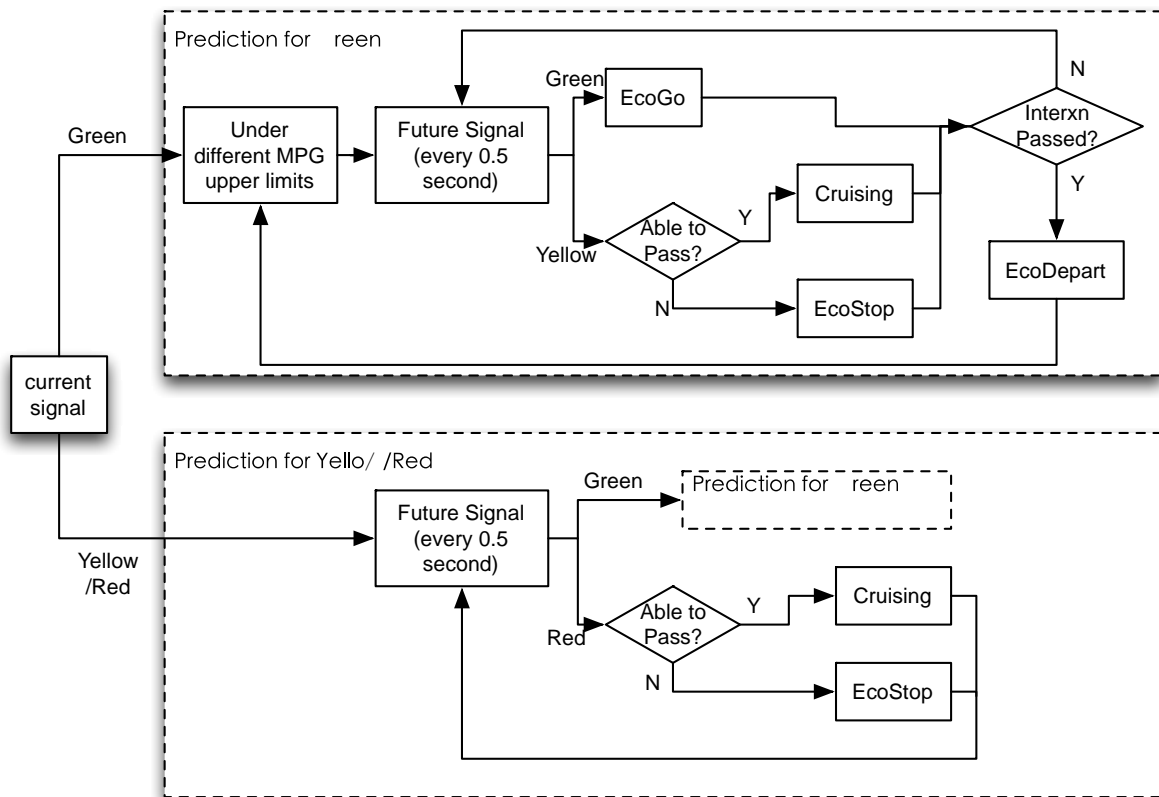 Prediction for reen
Green
Under
different MPG
upper limits
Future Signal
(every 0.5
second)
Green
EcoGo
N
Interxn
Passed?
Y
Cruising
Y
Able to
Pass?
Yellow
N
EcoStop
EcoDepart
current
signal
Prediction for Yello/ /Red
Yellow
/Red
Future Signal
(every 0.5
second)
Green
Prediction for reen
Able to
Pass?
Y
Cruising
Red
N
EcoStop